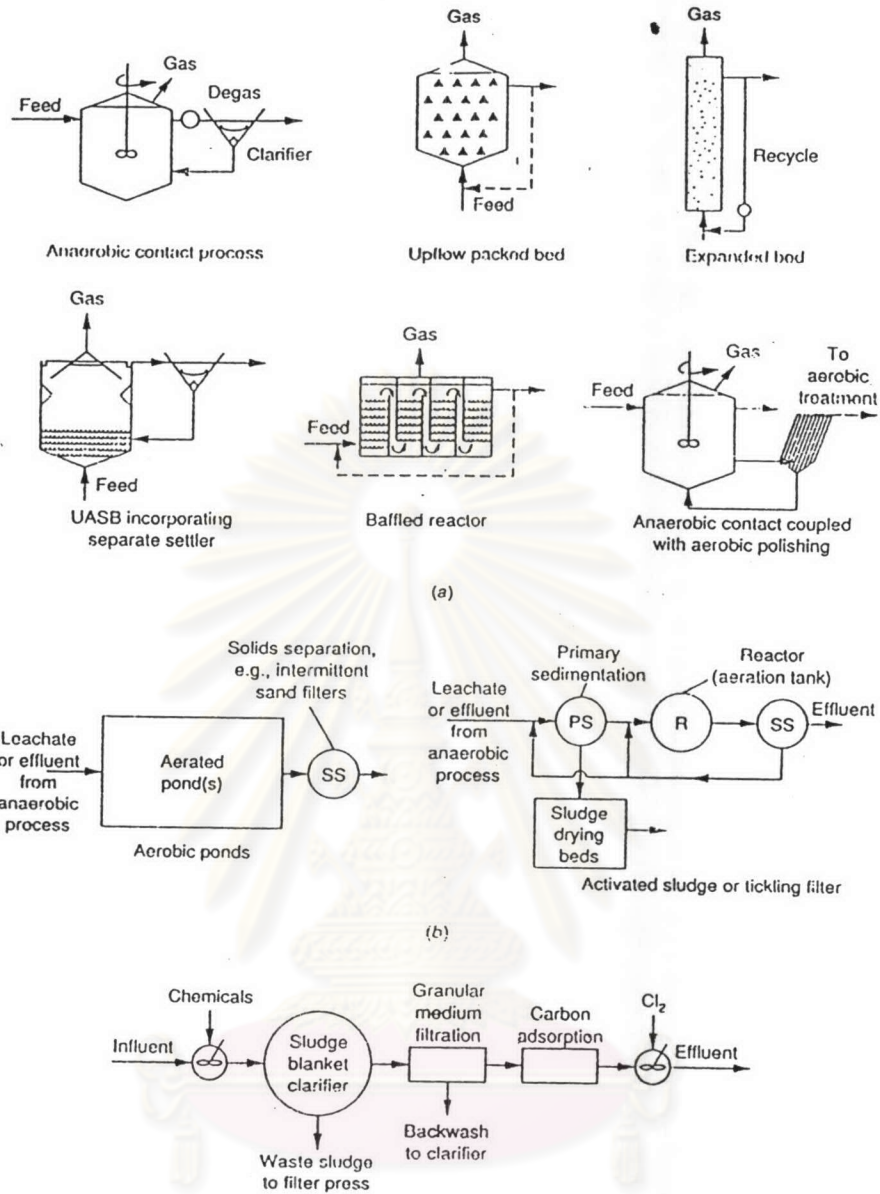 Gas
Feed
Degas
Clarifier
Anaerobic contact process
Gas
Feed
Upflow packed bed
Gas
Recycle
Expanded bed
Gas
Feed
UASB incorporating
separate settler
Gas
Feed
Baffled reactor
Feed
Gas
To
aerobic
treatment
Anaerobic contact coupled
with aerobic polishing
(a)
Leachate
or effluent
from
anaerobic
process
Aerated
pond(s)
Solids separation,
e.g., intermittent
sand filters
SS
Aerobic ponds
Leachate
or effluent
from
anaerobic
process
Primary
sedimentation
PS
Reactor
(aeration tank)
R
SS
Effluent
Sludge
drying
beds
Activated sludge or tickling filter
(b)
Influent
Chemicals
Sludge
blanket
clarifier
Waste sludge
to filter press
Granular
medium
filtration
Backwash
to clarifier
Carbon
adsorption
Cl₂
Effluent